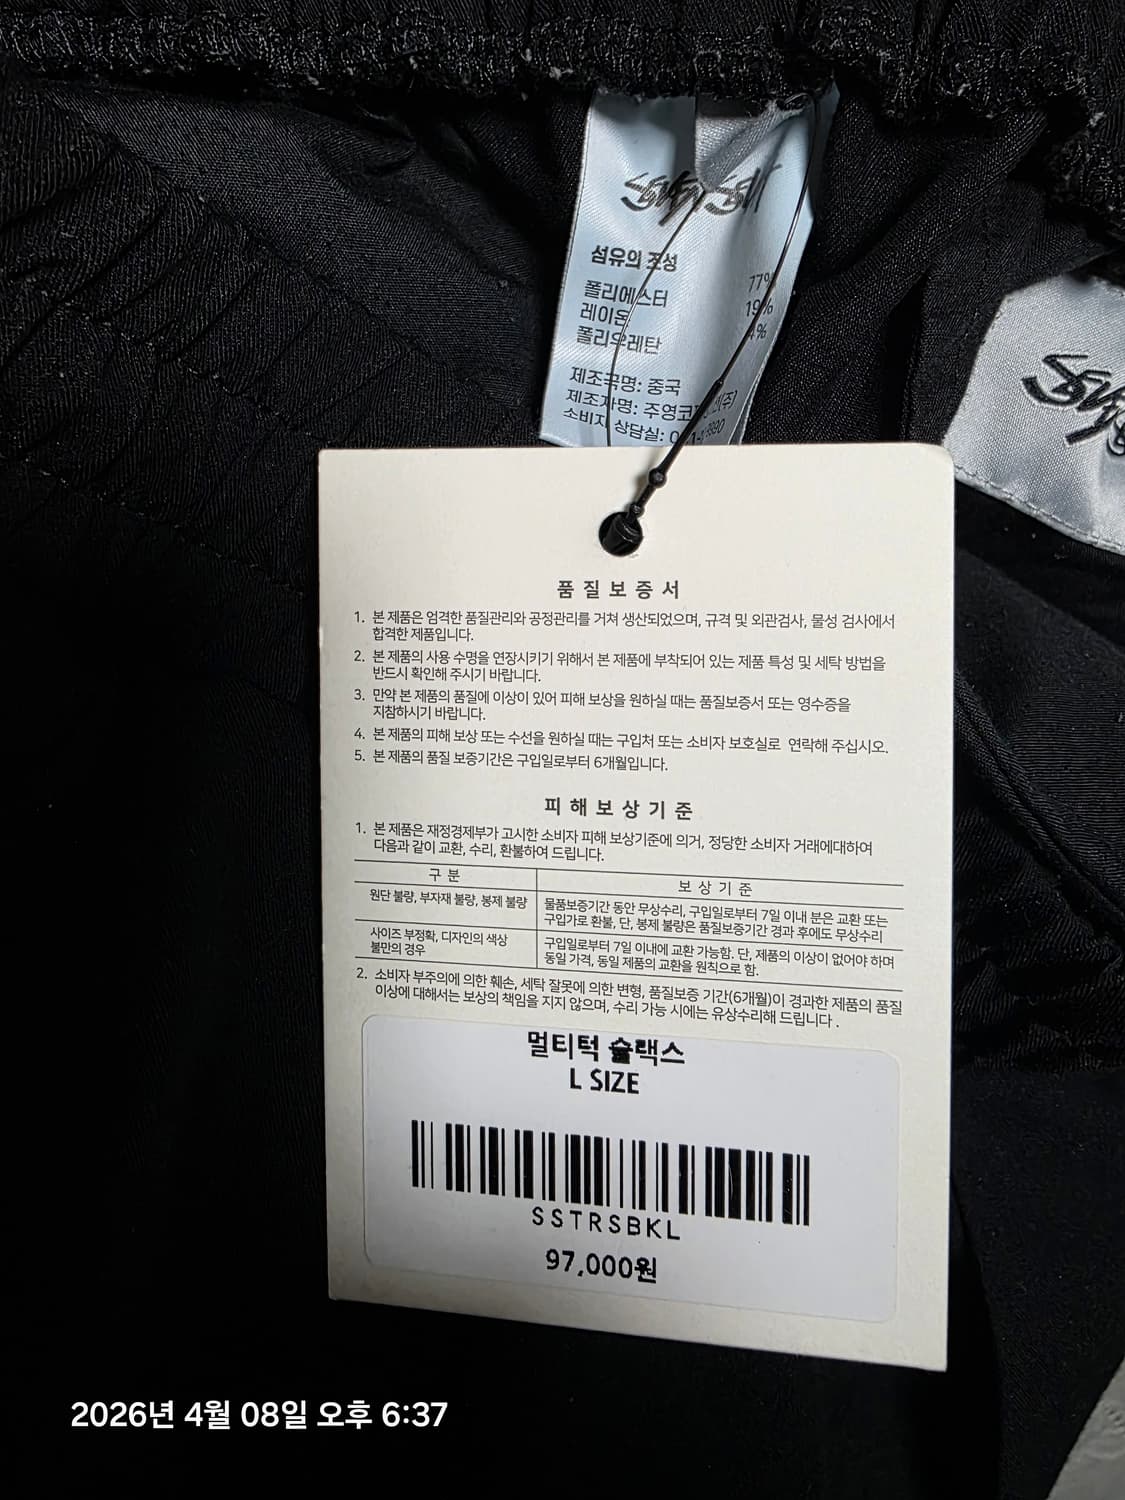 섬유의 조성
폴리에스터 77%
레이온 19%
폴리우레탄 4%
제조국명: 중국
제조자명:
소비자 상담실:
품질보증서
1. 본 제품은 엄격한 품질관리와 공정관리를 거쳐 생산되었으며, 규격 및 외관검사, 물성 검사에서
합격한 제품입니다.
2. 본 제품의 사용 수명을 연장시키기 위해서 본 제품에 부착되어 있는 제품 특성 및 세탁 방법을
반드시 확인해 주시기 바랍니다.
3. 만약 본 제품의 품질에 이상이 있어 피해 보상을 원하실 때는 품질보증서 또는 영수증을
지참하시기 바랍니다.
4. 본 제품의 피해 보상 또는 수선을 원하실 때는 구입처 또는 소비자 보호실로 연락해 주십시오.
5. 본 제품의 품질 보증기간은 구입일로부터 6개월입니다.
피해보상기준
1. 본 제품은 재정경제부가 고시한 소비자 피해 보상기준에 의거, 정당한 소비자 거래에대하여
다음과 같이 교환, 수리, 환불하여 드립니다.
구분 보상기준
원단 불량, 부자재 불량, 봉제 불량
물품보증기간 동안 무상수리, 구입일로부터 7일 이내 분은 교환 또는
구입가로 환불, 단, 봉제 불량은 품질보증기간 경과 후에도 무상수리
사이즈 부정확, 디자인의 색상
불만의 경우
구입일로부터 7일 이내에 교환 가능함. 단, 제품의 이상이 없어야 하며
동일 가격, 동일 제품의 교환을 원칙으로 함.
2. 소비자 부주의에 의한 훼손, 세탁 잘못에 의한 변형, 품질보증 기간(6개월)이 경과한 제품의 품질
이상에 대해서는 보상의 책임을 지지 않으며, 수리 가능 시에는 유상수리해 드립니다 .
멀티턱 슬랙스
L SIZE
SSTRSBKL
97,000원
2026년 4월 08일 오후 6:37